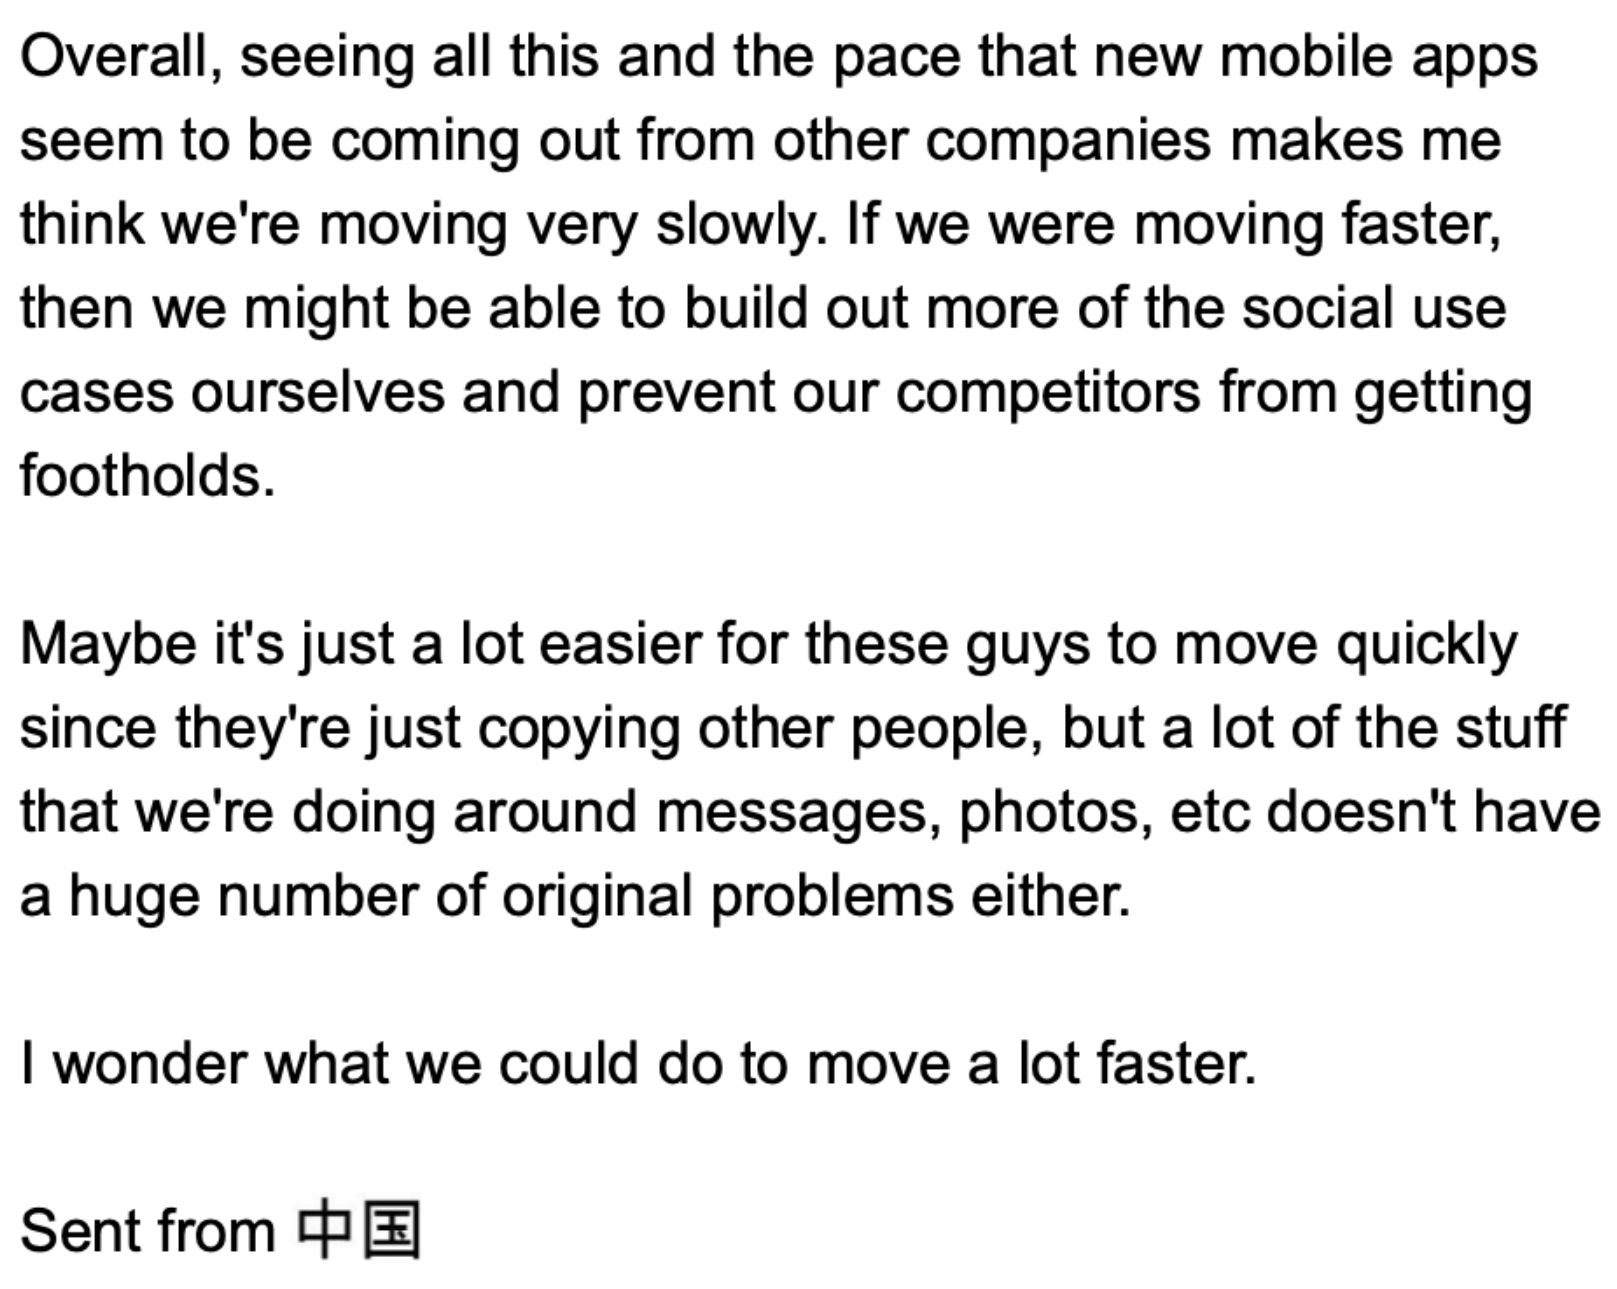 Overall, seeing all this and the pace that new mobile apps
seem to be coming out from other companies makes me
think we're moving very slowly. If we were moving faster,
then we might be able to build out more of the social use
cases ourselves and prevent our competitors from getting
footholds.
Maybe it's just a lot easier for these guys to move quickly
since they're just copying other people, but a lot of the stuff
that we're doing around messages, photos, etc doesn't have
a huge number of original problems either.
I wonder what we could do to move a lot faster.
Sent from 中国